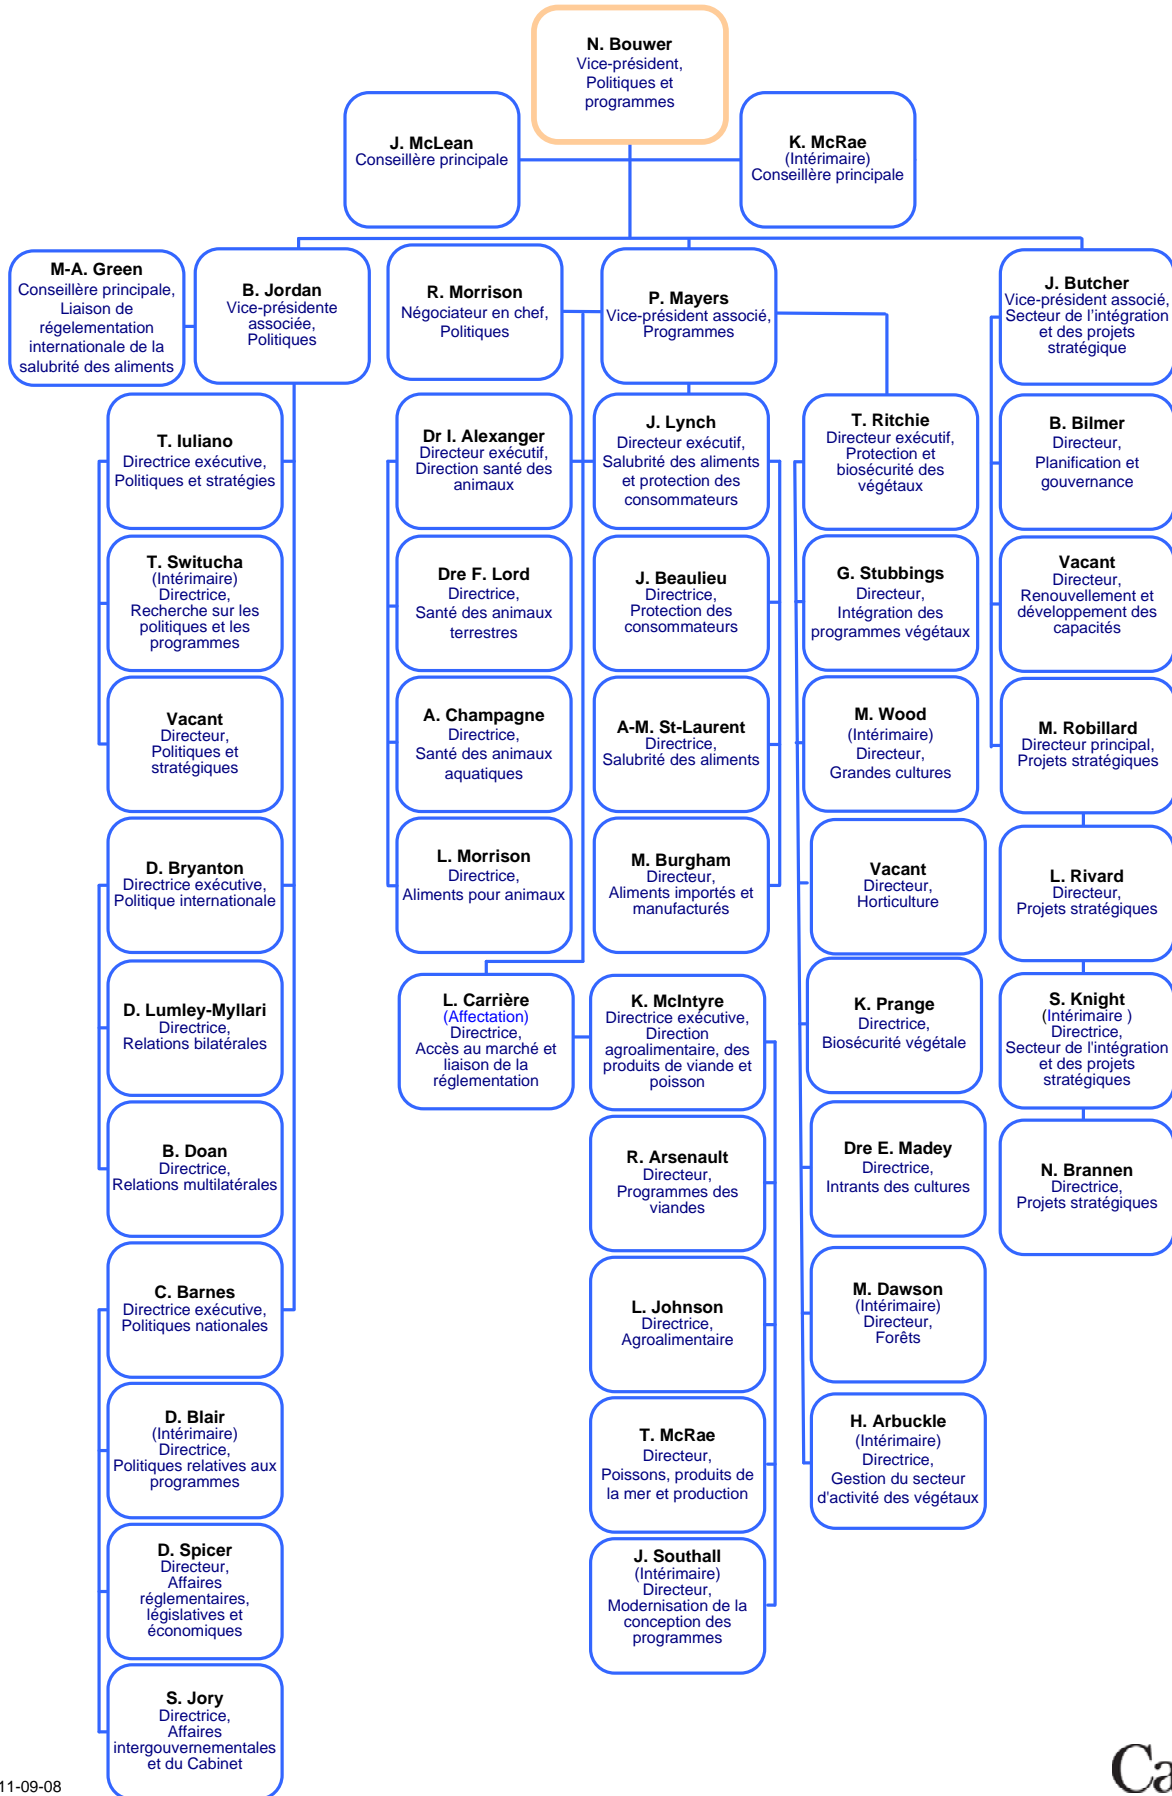 N. Bouwer
Vice-président,
Politiques et
programmes
J. McLean
Conseillère principale
K. McRae
(Intérimaire)
Conseillère principale
M-A. Green
Conseillère principale,
Liaison de
régelementation
internationale de la
salubrité des aliments
B. Jordan
Vice-présidente
associée,
Politiques
R. Morrison
Négociateur en chef,
Politiques
P. Mayers
Vice-président associé,
Programmes
J. Butcher
Vice-président associé,
Secteur de l'intégration
et des projets
stratégique
T. Iuliano
Directrice exécutive,
Politiques et stratégies
Dr I. Alexanger
Directeur exécutif,
Direction santé des
animaux
J. Lynch
Directeur exécutif,
Salubrité des aliments
et protection des
consommateurs
T. Ritchie
Directeur exécutif,
Protection et
biosécurité des
végétaux
B. Bilmer
Directeur,
Planification et
gouvernance
T. Switucha
(Intérimaire)
Directrice,
Recherche sur les
politiques et les
programmes
Dre F. Lord
Directrice,
Santé des animaux
terrestres
J. Beaulieu
Directrice,
Protection des
consommateurs
G. Stubbings
Directeur,
Intégration des
programmes végétaux
Vacant
Directeur,
Renouvellement et
développement des
capacités
Vacant
Directeur,
Politiques et
stratégiques
A. Champagne
Directrice,
Santé des animaux
aquatiques
A-M. St-Laurent
Directrice,
Salubrité des aliments
M. Wood
(Intérimaire)
Directeur,
Grandes cultures
M. Robillard
Directeur principal,
Projets stratégiques
D. Bryanton
Directrice exécutive,
Politique internationale
L. Morrison
Directrice,
Aliments pour animaux
M. Burgham
Directeur,
Aliments importés et
manufacturés
Vacant
Directeur,
Horticulture
L. Rivard
Directeur,
Projets stratégiques
D. Lumley-Myllari
Directrice,
Relations bilatérales
L. Carrière
(Affectation)
Directrice,
Accès au marché et
liaison de la
réglementation
K. McIntyre
Directrice exécutive,
Direction
agroalimentaire, des
produits de viande et
poisson
K. Prange
Directrice,
Biosécurité végétale
S. Knight
(Intérimaire )
Directrice,
Secteur de l'intégration
et des projets
stratégiques
B. Doan
Directrice,
Relations multilatérales
R. Arsenault
Directeur,
Programmes des
viandes
Dre E. Madey
Directrice,
Intrants des cultures
N. Brannen
Directrice,
Projets stratégiques
C. Barnes
Directrice exécutive,
Politiques nationales
L. Johnson
Directrice,
Agroalimentaire
M. Dawson
(Intérimaire)
Directeur,
Forêts
D. Blair
(Intérimaire)
Directrice,
Politiques relatives aux
programmes
T. McRae
Directeur,
Poissons, produits de
la mer et production
H. Arbuckle
(Intérimaire)
Directrice,
Gestion du secteur
d'activité des végétaux
D. Spicer
Directeur,
Affaires
réglementaires,
législatives et
économiques
J. Southall
(Intérimaire)
Directeur,
Modernisation de la
conception des
programmes
S. Jory
Directrice,
Affaires
intergouvernementales
et du Cabinet
11-09-08
Ca